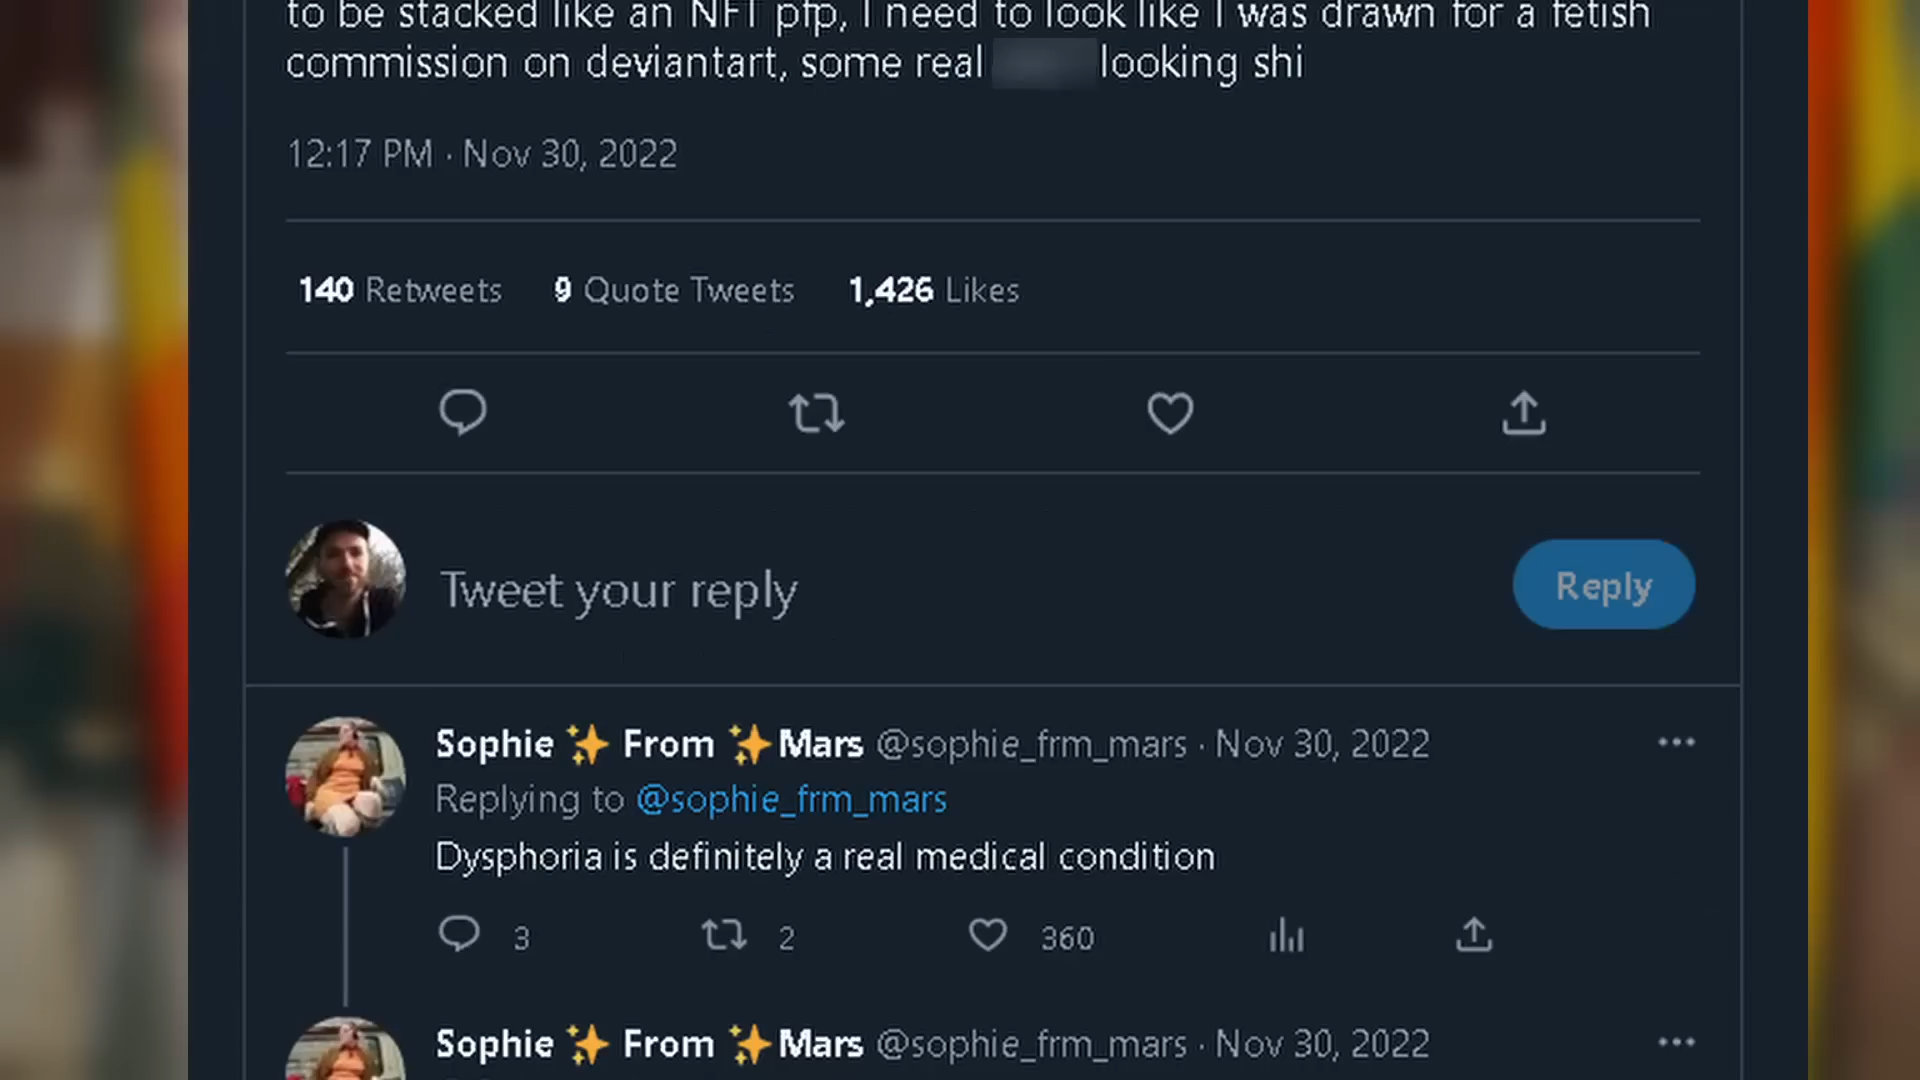 to be stacked like an NFT pfp, I need to look like I was drawn for a fetish
commission on deviantart, some real looking shi
12:17 PM · Nov 30, 2022
140 Retweets 9 Quote Tweets 1,426 Likes
Tweet your reply
Reply
Sophie ✨ From ✨ Mars @sophie_frm_mars · Nov 30, 2022
Replying to @sophie_frm_mars
Dysphoria is definitely a real medical condition
3 2 360
Sophie ✨ From ✨ Mars @sophie_frm_mars · Nov 30, 2022